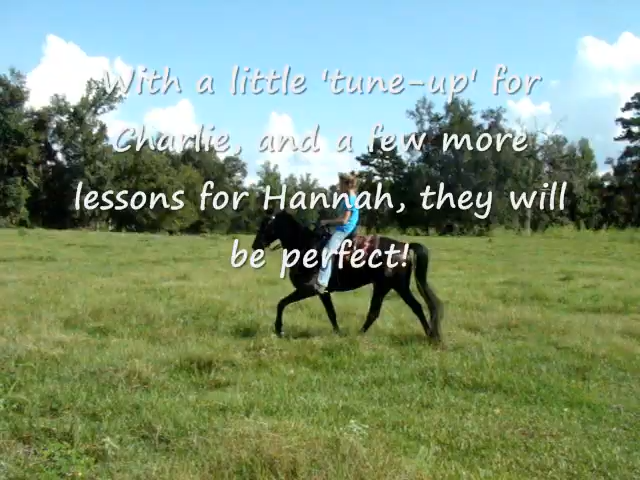 With a little 'tune-up' for
Charlie, and a few more
lessons for Hannah, they will
be perfect!